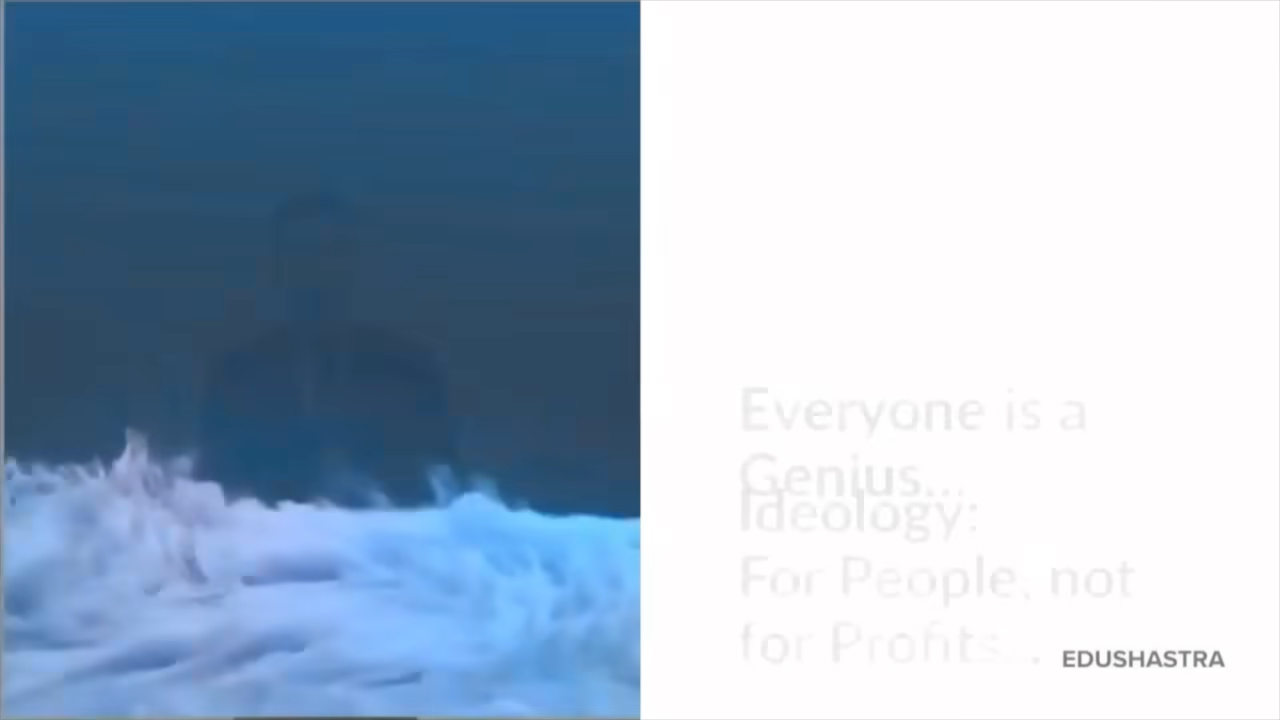 Everyone is a
Genius...
Ideology:
For People, not
for Profits...
EDUSHASTRA